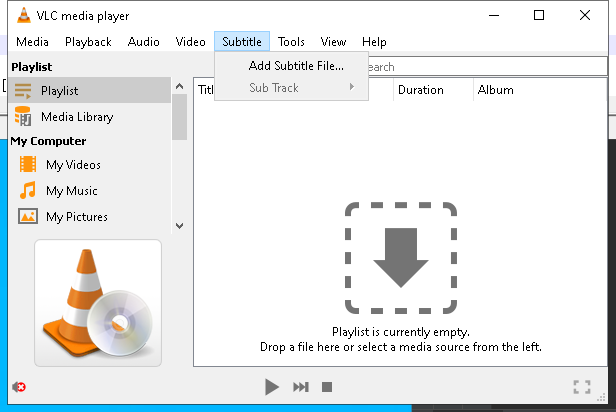 VLC media player
Media Playback Audio Video Subtitle Tools View Help
Playlist
Add Subtitle File...
Sub Track
Playlist
Duration
Album
Media Library
My Computer
My Videos
My Music
My Pictures
Playlist is currently empty.
Drop a file here or select a media source from the left.